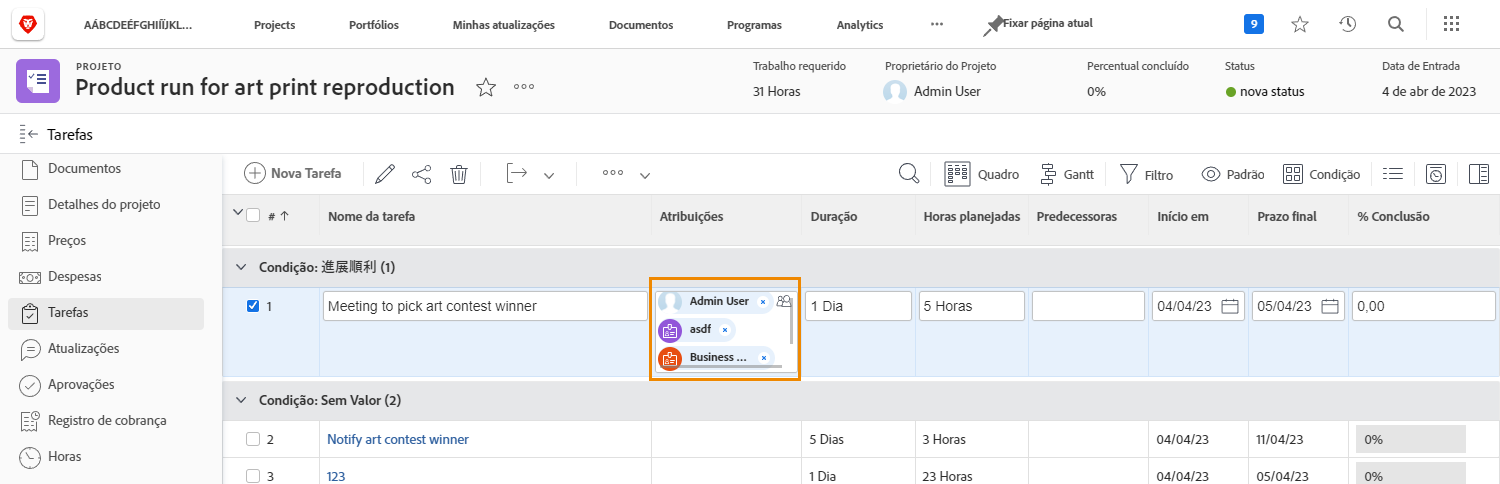 AÁBCDEÉFGHIÍÏJKL...
Projects
Portfólios
Minhas atualizações
Documentos
Programas
Analytics
Fixar página atual
9
PROJETO
Product run for art print reproduction
Trabalho requerido
31 Horas
Proprietário do Projeto
Admin User
Percentual concluído
0%
Status
nova status
Data de Entrada
4 de abr de 2023
Tarefas
Documentos
Detalhes do projeto
Preços
Despesas
Tarefas
Atualizações
Aprovações
Registro de cobrança
Horas
Nova Tarefa
Quadro
Gantt
Filtro
Padrão
Condição
# Nome da tarefa Atribuições Duração Horas planejadas Predecessoras Início em Prazo final % Conclusão
Condição: 進展順利 (1)
1 Meeting to pick art contest winner
Admin User
asdf
Business ...
1 Dia 5 Horas 04/04/23 05/04/23 0,00
Condição: Sem Valor (2)
2 Notify art contest winner 5 Dias 3 Horas 04/04/23 11/04/23 0%
3 123 1 Dia 23 Horas 04/04/23 05/04/23 0%